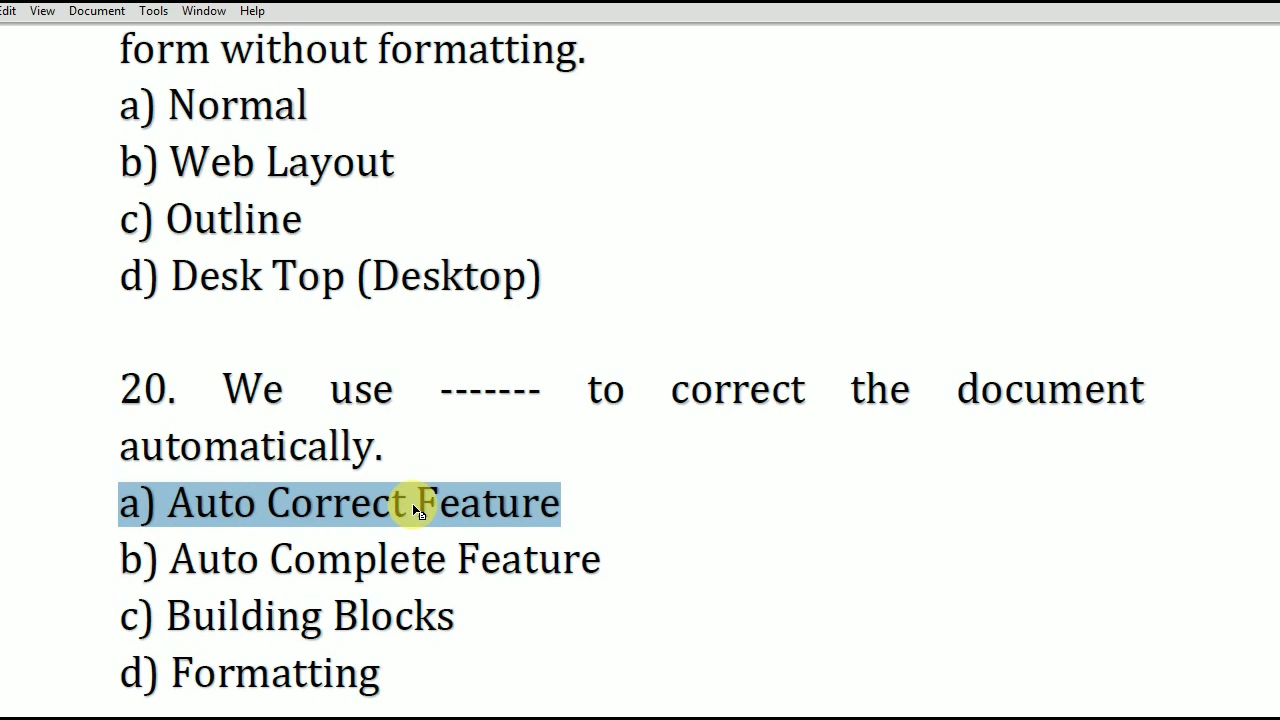 Edit View Document Tools Window Help
form without formatting.
a) Normal
b) Web Layout
c) Outline
d) Desk Top (Desktop)
20. We use ------- to correct the document
automatically.
a) Auto Correct Feature
b) Auto Complete Feature
c) Building Blocks
d) Formatting